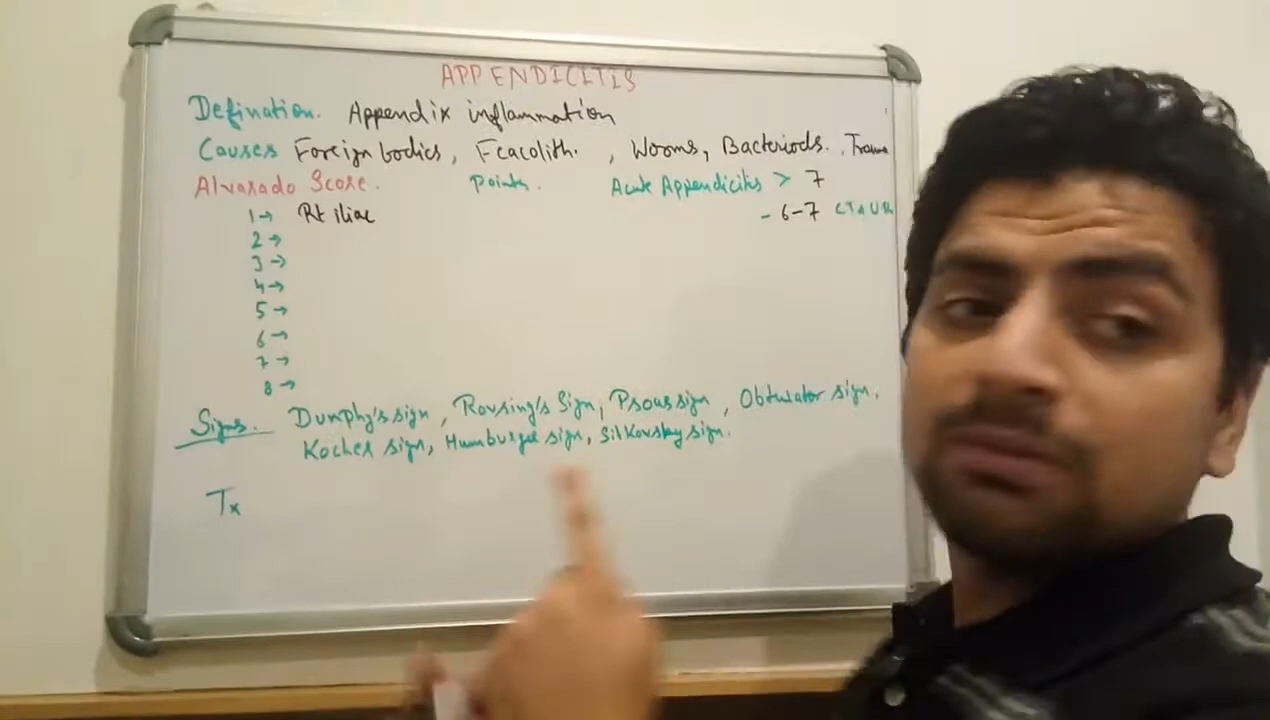 APPENDICITIS
Defination. Appendix inflammation
Causes Foreign bodies, Fcacolith. , Worms, Bacteriods. . Trauma
Alvarado Score. Points. Acute Appendicitis > 7
1→ Rt iliac - 6-7 CT &
2→
3→
4→
5→
6→
7→
8→
Signs. Dunphy's sign, Rovsing's Sign, Psoas sign, Obturator sign.
Kocher sign, Humburger sign, Sitkovsky sign.
Tx